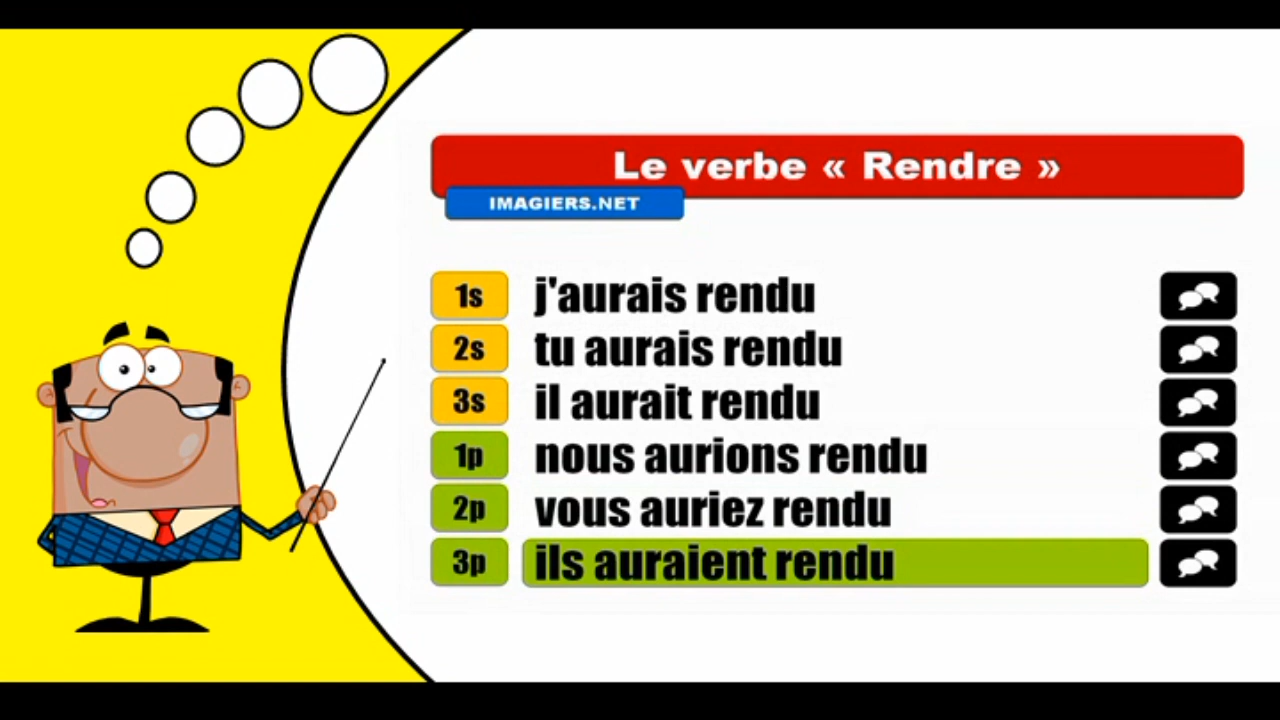 Le verbe « Rendre »
IMAGIERS.NET
1s j'aurais rendu
2s tu aurais rendu
3s il aurait rendu
1p nous aurions rendu
2p vous auriez rendu
3p ils auraient rendu